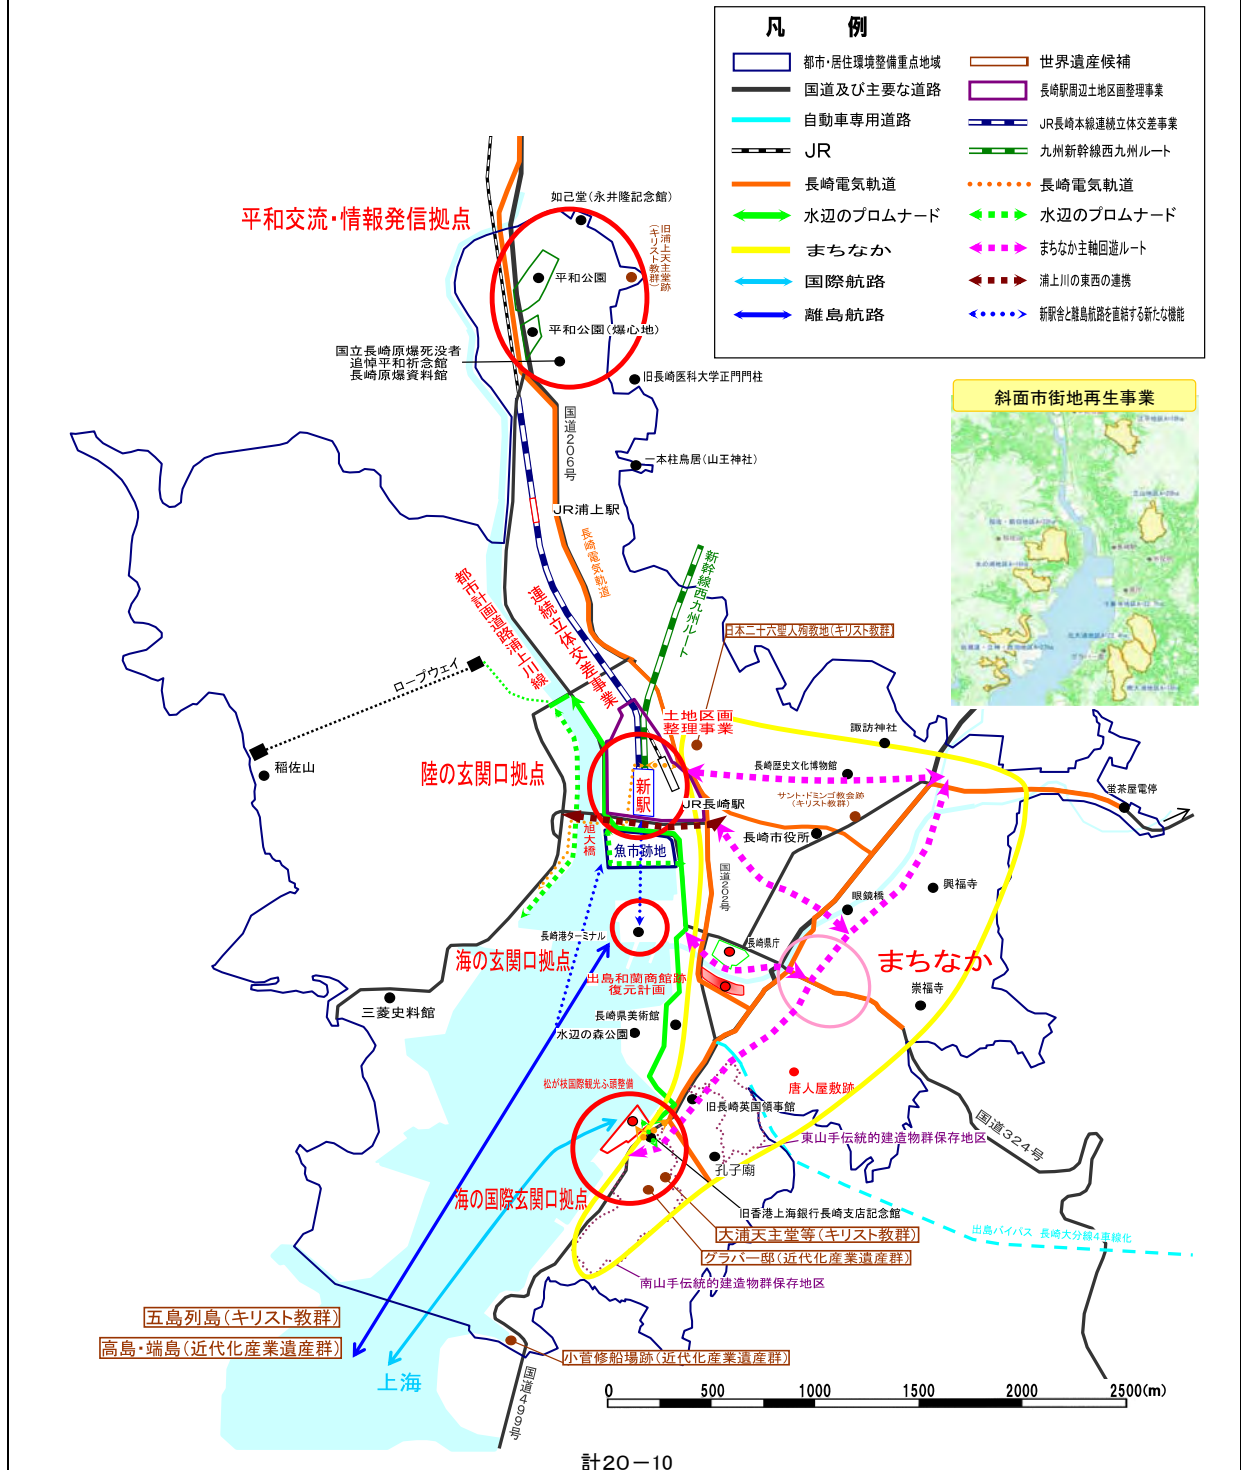 凡 例
都市・居住環境整備重点地域
国道及び主要な道路
自動車専用道路
JR
長崎電気軌道
水辺のプロムナード
まちなか
国際航路
離島航路
世界遺産候補
長崎駅周辺土地区画整理事業
JR長崎本線連続立体交差事業
九州新幹線西九州ルート
長崎電気軌道
水辺のプロムナード
まちなか主軸回遊ルート
浦上川の東西の連携
新駅舎と離島航路を直結する新たな機能
斜面市街地再生事業
平和交流・情報発信拠点
如己堂(永井隆記念館)
旧浦上天主堂跡
(キリスト教群)
平和公園
平和公園(爆心地)
国立長崎原爆死没者
追悼平和祈念館
長崎原爆資料館
旧長崎医科大学正門門柱
国道206号
一本柱鳥居(山王神社)
JR浦上駅
長崎電気軌道
新幹線西九州ルート
都市計画道路浦上川線
連続立体交差事業
日本二十六聖人殉教地(キリスト教群)
ロープウェイ
稲佐山
土地区画
整理事業
諏訪神社
陸の玄関口拠点
新駅
JR長崎駅
長崎歴史文化博物館
サント・ドミンゴ教会跡
(キリスト教群)
蛍茶屋電停
長崎市役所
旭大橋
魚市跡地
国道202号
興福寺
眼鏡橋
長崎港ターミナル
長崎県庁
海の玄関口拠点
まちなか
出島和蘭商館跡
復元計画
崇福寺
三菱史料館
長崎県美術館
水辺の森公園
松が枝国際観光ふ頭整備
唐人屋敷跡
旧長崎英国領事館
国道324号
東山手伝統的建造物群保存地区
孔子廟
海の国際玄関口拠点
旧香港上海銀行長崎支店記念館
大浦天主堂等(キリスト教群)
出島バイパス 長崎大分線4車線化
グラバー邸(近代化産業遺産群)
南山手伝統的建造物群保存地区
五島列島(キリスト教群)
高島・端島(近代化産業遺産群)
小菅修船場跡(近代化産業遺産群)
上海
国道499号
0 500 1000 1500 2000 2500(m)
計20-10